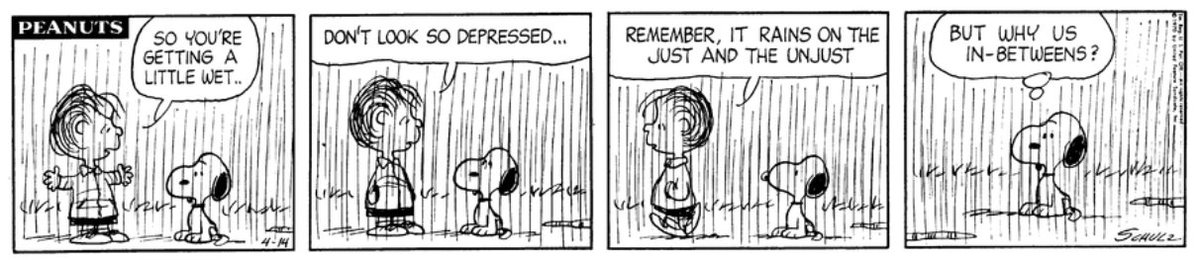 PEANUTS
SO YOU'RE
GETTING A
LITTLE WET..
4-14
DON'T LOOK SO DEPRESSED...
REMEMBER, IT RAINS ON THE
JUST AND THE UNJUST
BUT WHY US
IN-BETWEENS?
SCHULZ